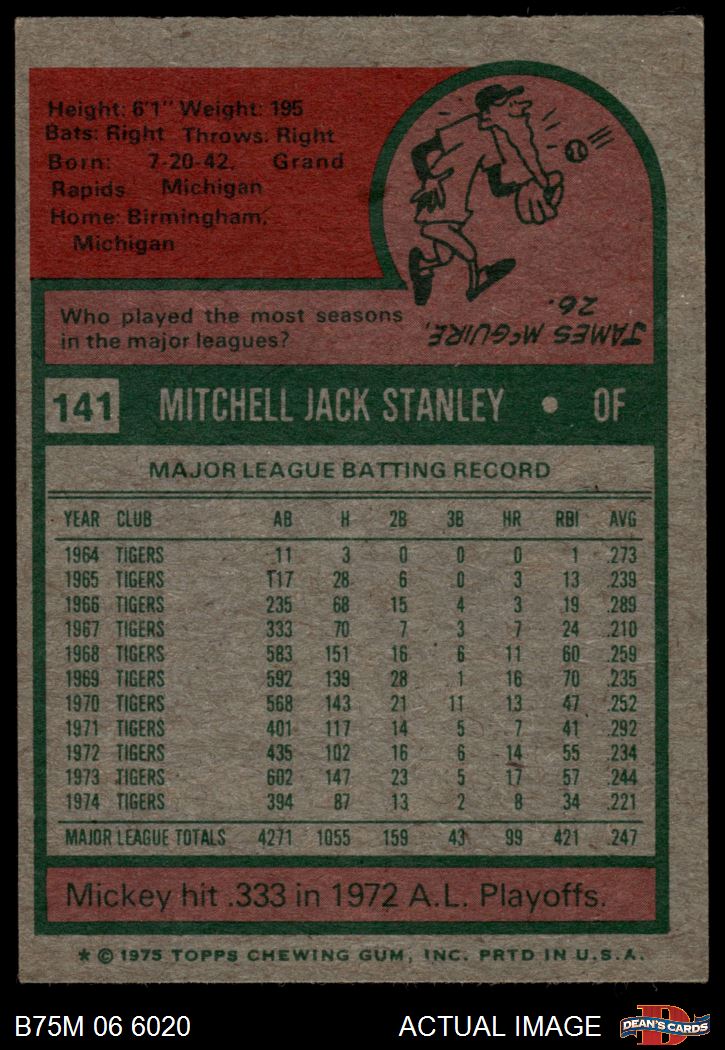 Height: 6'1" Weight: 195
Bats: Right Throws: Right
Born: 7-20-42, Grand
Rapids Michigan
Home: Birmingham,
Michigan
Who played the most seasons
in the major leagues?
JAMES McGUIRE,
26.
141 MITCHELL JACK STANLEY • OF
MAJOR LEAGUE BATTING RECORD
YEAR CLUB AB H 2B 3B HR RBI AVG
1964 TIGERS 11 3 0 0 0 1 .273
1965 TIGERS 117 28 6 0 3 13 .239
1966 TIGERS 235 68 15 4 3 19 .289
1967 TIGERS 333 70 7 3 7 24 .210
1968 TIGERS 583 151 16 6 11 60 .259
1969 TIGERS 592 139 28 1 16 70 .235
1970 TIGERS 568 143 21 11 13 47 .252
1971 TIGERS 401 117 14 5 7 41 .292
1972 TIGERS 435 102 16 6 14 55 .234
1973 TIGERS 602 147 23 5 17 57 .244
1974 TIGERS 394 87 13 2 8 34 .221
MAJOR LEAGUE TOTALS 4271 1055 159 43 99 421 .247
Mickey hit .333 in 1972 A.L. Playoffs.
* © 1975 TOPPS CHEWING GUM, INC. PRTD IN U.S.A.
B75M 06 6020 ACTUAL IMAGE D DEAN'S CARDS